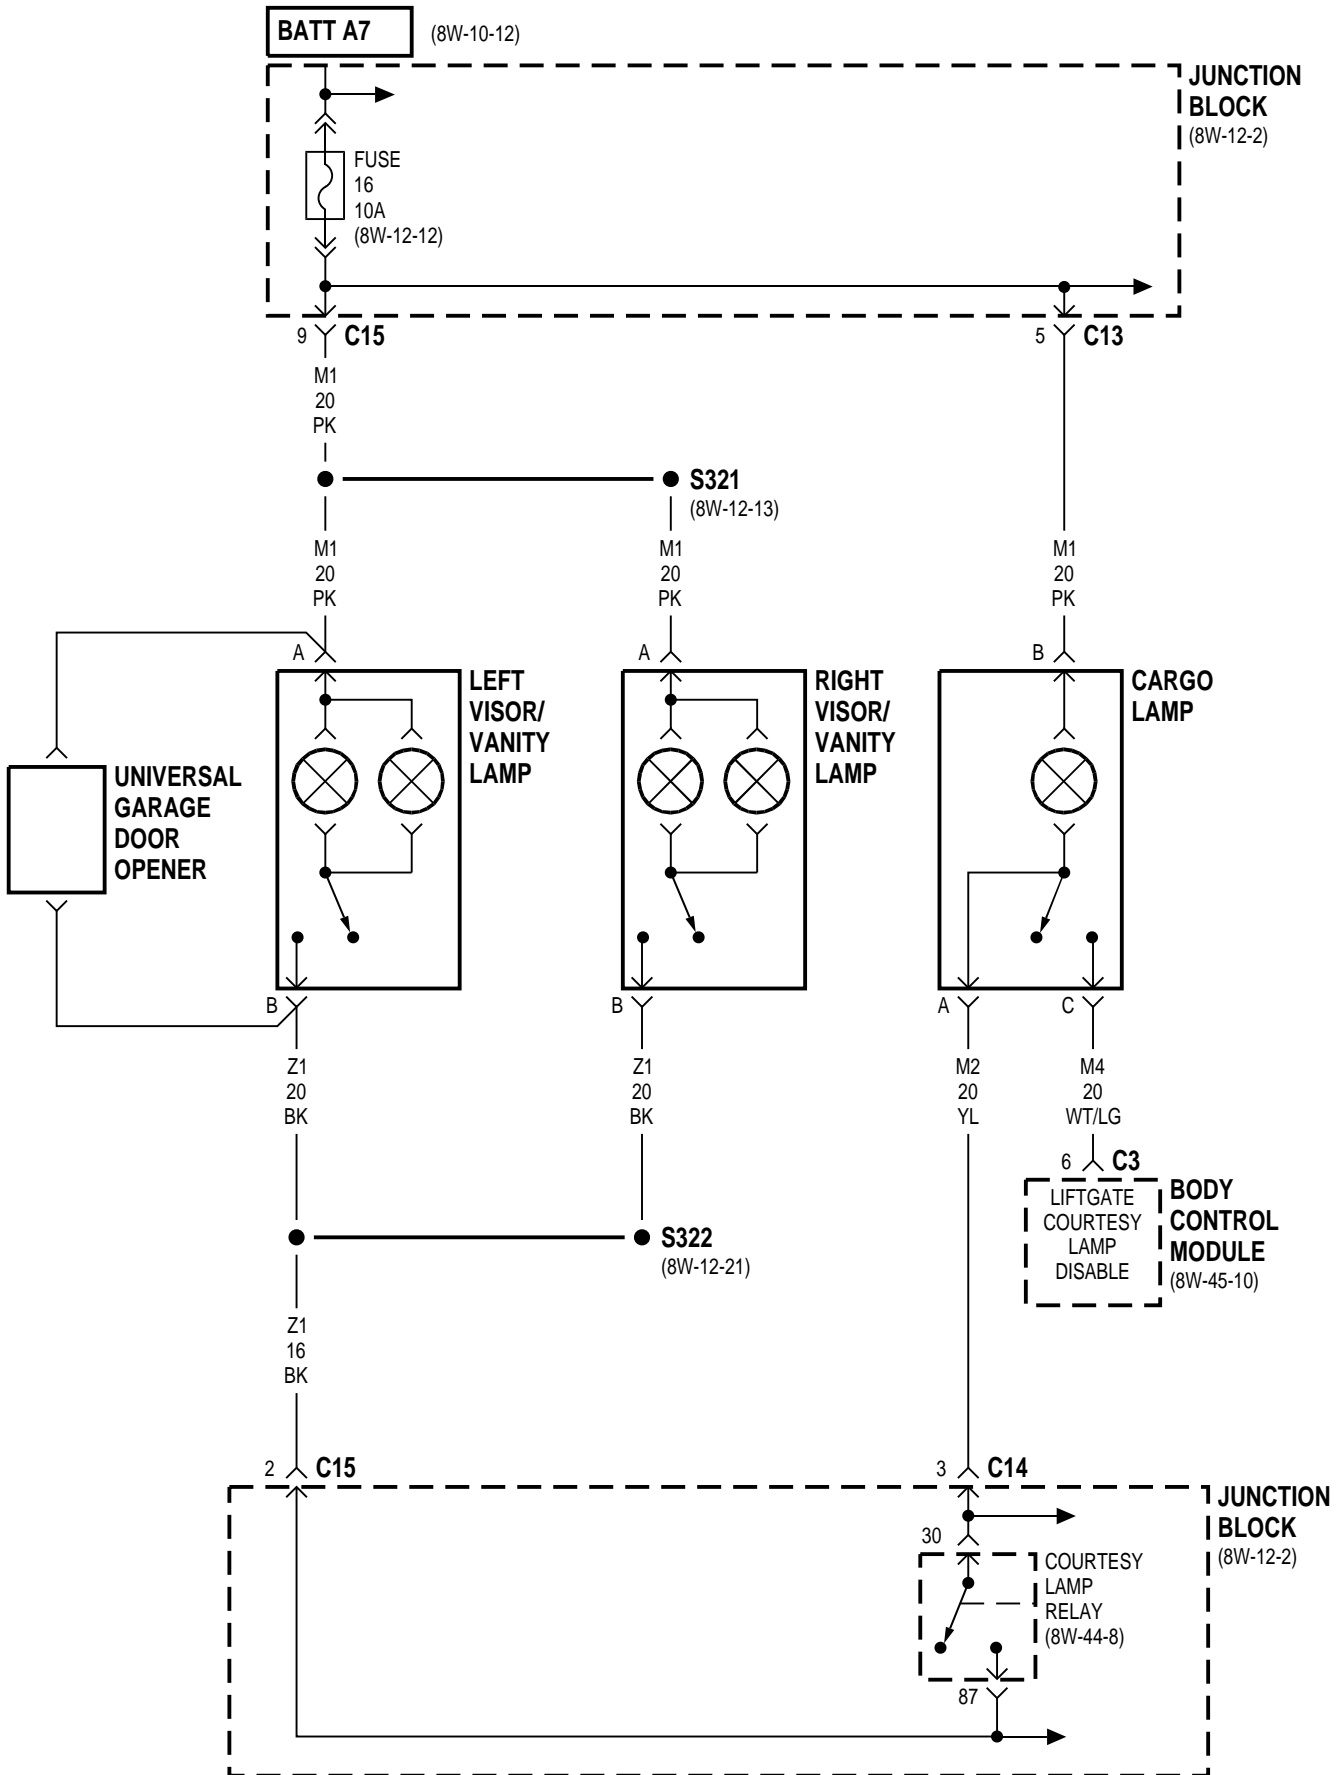 BATT A7
(8W-10-12)
JUNCTION
BLOCK
(8W-12-2)
FUSE
16
10A
(8W-12-12)
9 C15
5 C13
M1
20
PK
S321
(8W-12-13)
M1
20
PK
M1
20
PK
M1
20
PK
A
A
B
LEFT
VISOR/
VANITY
LAMP
RIGHT
VISOR/
VANITY
LAMP
CARGO
LAMP
UNIVERSAL
GARAGE
DOOR
OPENER
B
B
A
C
Z1
20
BK
Z1
20
BK
M2
20
YL
M4
20
WT/LG
6 C3
LIFTGATE
COURTESY
LAMP
DISABLE
BODY
CONTROL
MODULE
(8W-45-10)
S322
(8W-12-21)
Z1
16
BK
2 C15
3 C14
JUNCTION
BLOCK
(8W-12-2)
30
COURTESY
LAMP
RELAY
(8W-44-8)
87